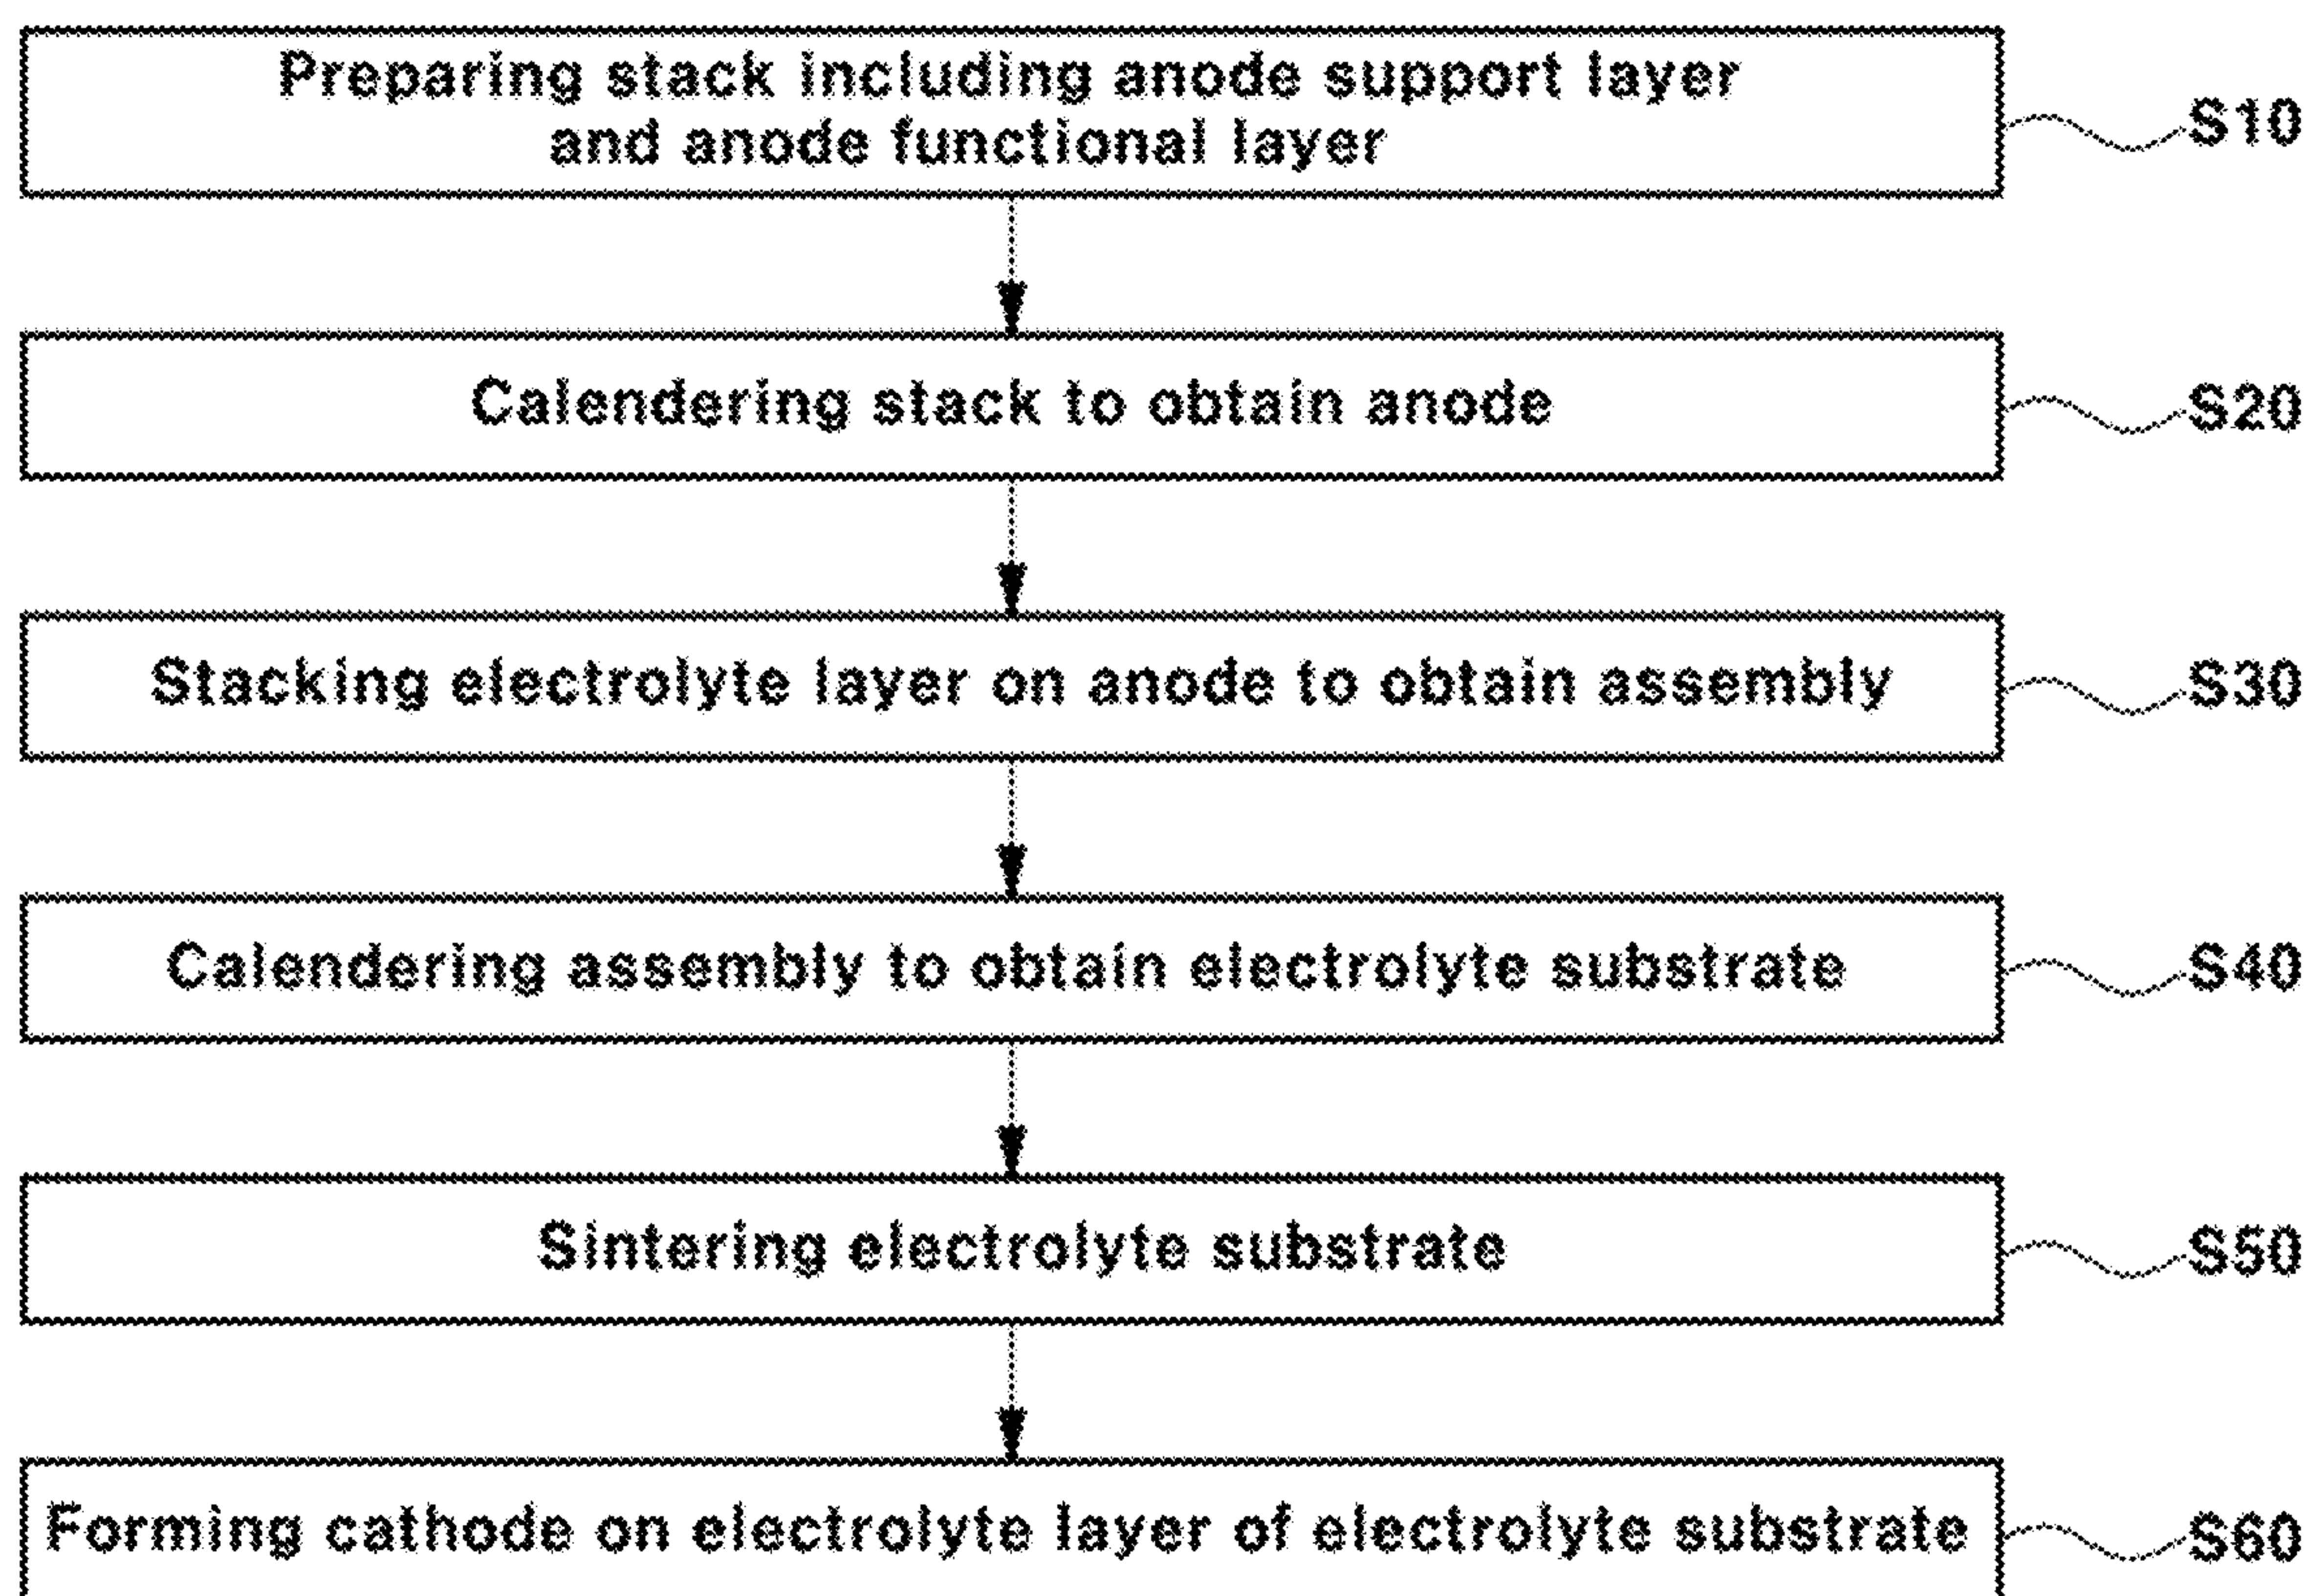 Preparing stack including anode support layer
and anode functional layer
S10
Calendering stack to obtain anode
S20
Stacking electrolyte layer on anode to obtain assembly
S30
Calendering assembly to obtain electrolyte substrate
S40
Sintering electrolyte substrate
S50
Forming cathode on electrolyte layer of electrolyte substrate
S60